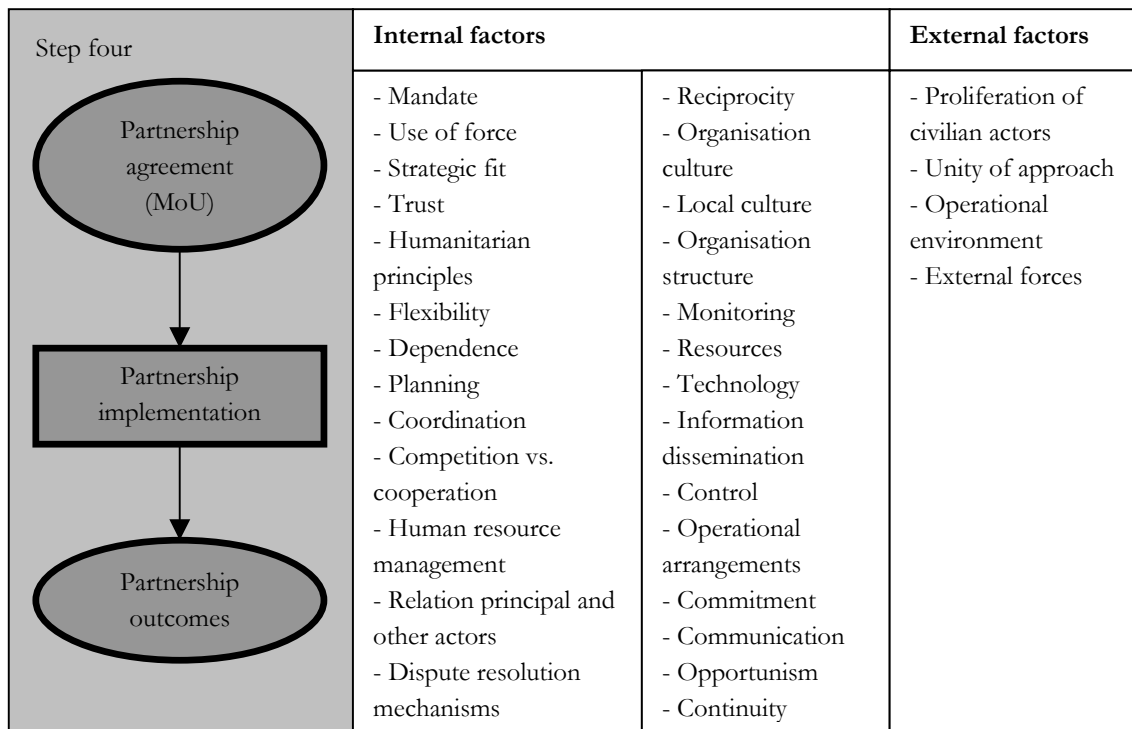 Step four
Partnership
agreement
(MoU)
Partnership
implementation
Partnership
outcomes
Internal factors
- Mandate
- Use of force
- Strategic fit
- Trust
- Humanitarian
principles
- Flexibility
- Dependence
- Planning
- Coordination
- Competition vs.
cooperation
- Human resource
management
- Relation principal and
other actors
- Dispute resolution
mechanisms
- Reciprocity
- Organisation
culture
- Local culture
- Organisation
structure
- Monitoring
- Resources
- Technology
- Information
dissemination
- Control
- Operational
arrangements
- Commitment
- Communication
- Opportunism
- Continuity
External factors
- Proliferation of
civilian actors
- Unity of approach
- Operational
environment
- External forces